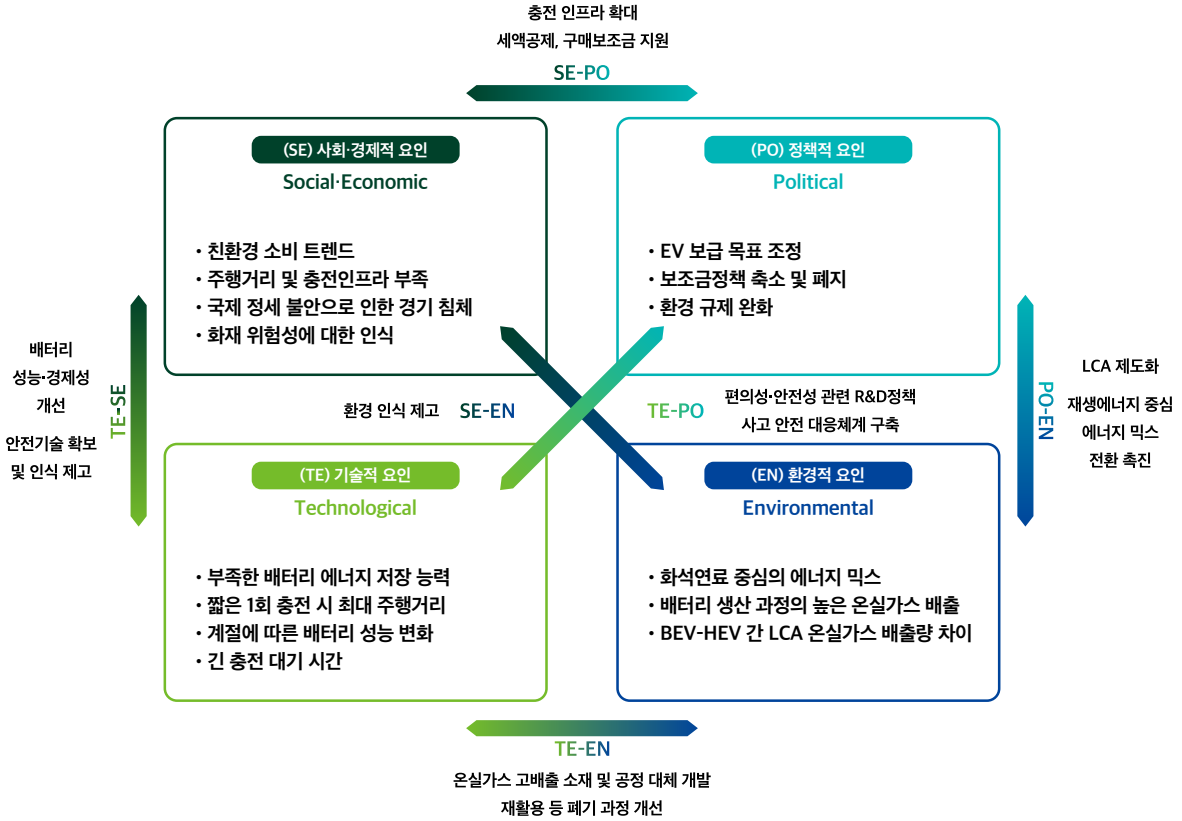 충전 인프라 확대
세액공제, 구매보조금 지원
SE-PO
(SE) 사회·경제적 요인
Social·Economic
• 친환경 소비 트렌드
• 주행거리 및 충전인프라 부족
• 국제 정세 불안으로 인한 경기 침체
• 화재 위험성에 대한 인식
(PO) 정책적 요인
Political
• EV 보급 목표 조정
• 보조금정책 축소 및 폐지
• 환경 규제 완화
배터리
성능·경제성
개선
안전기술 확보
및 인식 제고
TE-SE
환경 인식 제고
SE-EN
TE-PO
편의성·안전성 관련 R&D정책
사고 안전 대응쳬계 구축
PO-EN
LCA 제도화
재생에너지 중심
에너지 믹스
전환 촉진
(TE) 기술적 요인
Technological
• 부족한 배터리 에너지 저장 능력
• 짧은 1회 충전 시 최대 주행거리
• 계절에 따른 배터리 성능 변화
• 긴 충전 대기 시간
(EN) 환경적 요인
Environmental
• 화석연료 중심의 에너지 믹스
• 배터리 생산 과정의 높은 온실가스 배출
• BEV-HEV 간 LCA 온실가스 배출량 차이
TE-EN
온실가스 고배출 소재 및 공정 대체 개발
재활용 등 폐기 과정 개선